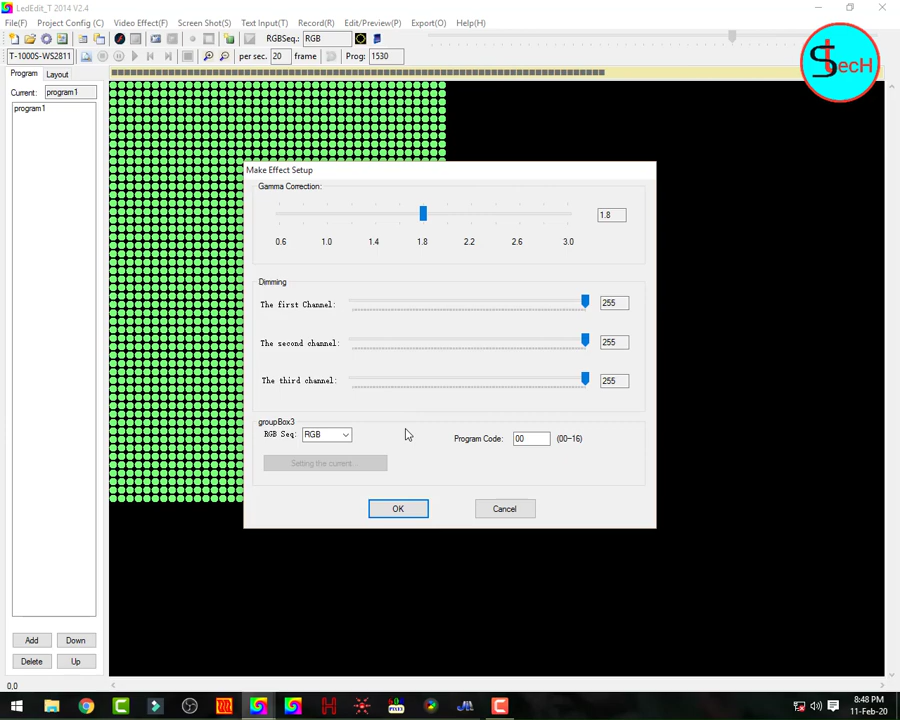 LedEdit_T 2014 V2.4
File(F) Project Config (C) Video Effect(F) Screen Shot(S) Text Input(T) Record(R) Edit/Preview(P) Export(O) Help(H)
RGBSeq.: RGB
T-1000S-WS2811 per sec. 20 frame Prog: 1530
Program Layout
Current: program1
program1
Make Effect Setup
Gamma Correction:
1.8
0.6 1.0 1.4 1.8 2.2 2.6 3.0
Dimming
The first Channel: 255
The second channel: 255
The third channel: 255
groupBox3
RGB Seq: RGB
Program Code: 00 (00-16)
Setting the current...
OK Cancel
Add Down
Delete Up
0,0
StecH
8:48 PM
11-Feb-20